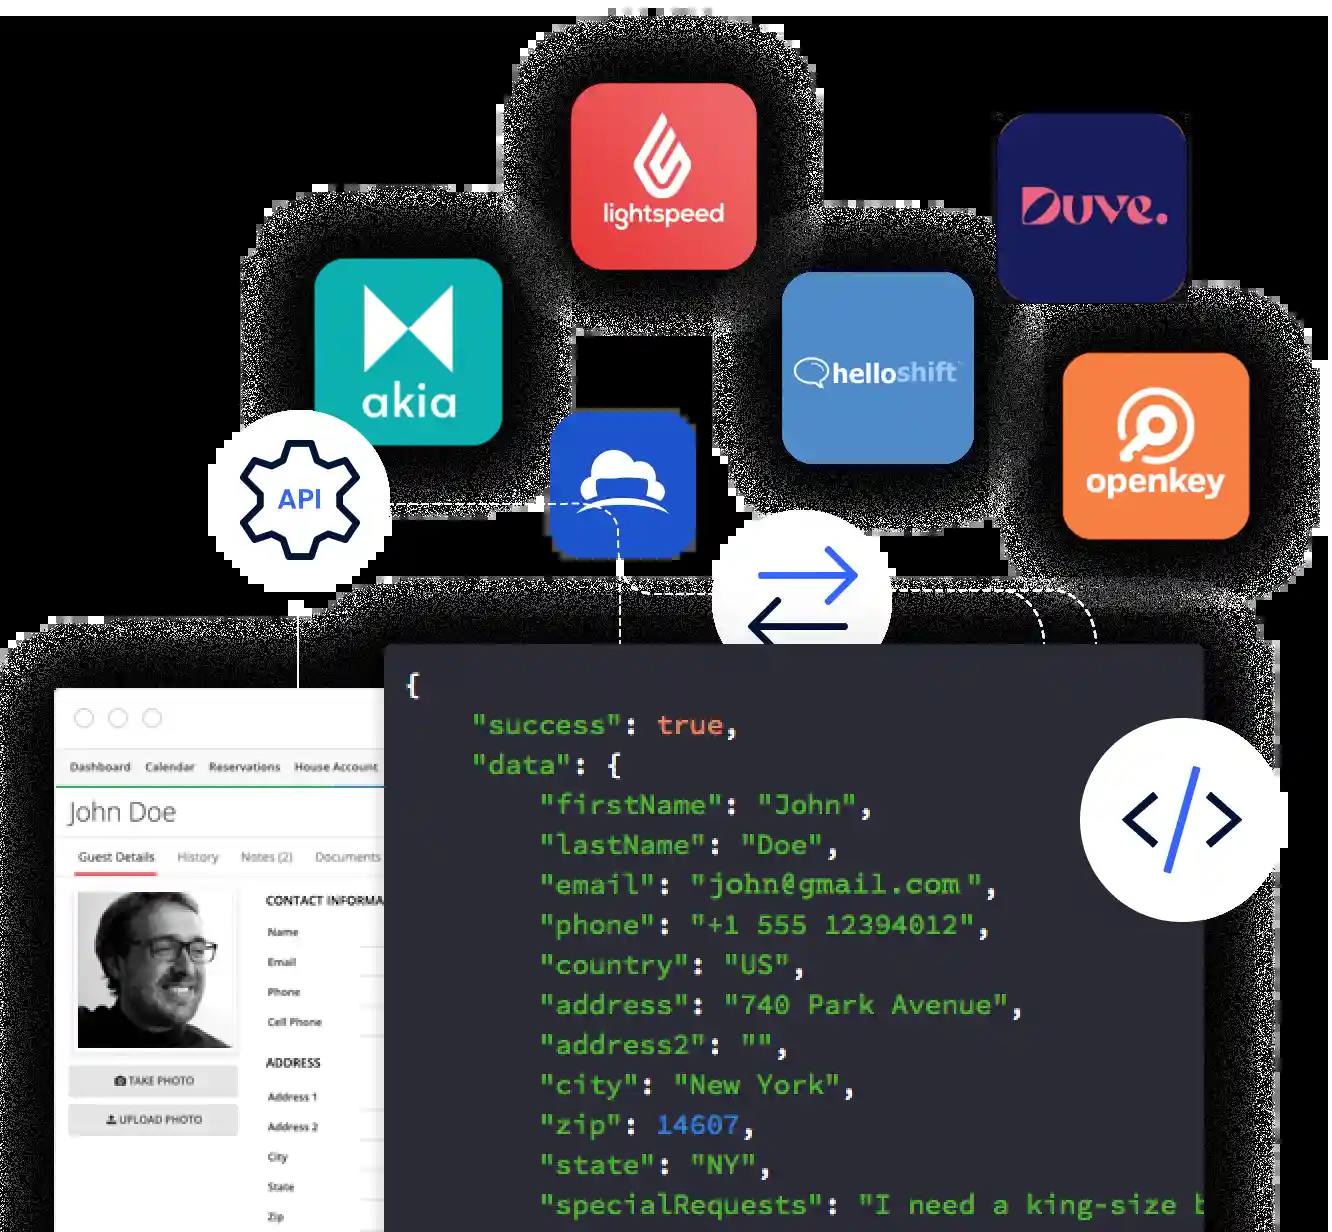 lightspeed
Duve.
akia
helloshift
openkey
API
Dashboard Calendar Reservations House Account
John Doe
Guest Details History Notes (2) Documents
CONTACT INFORMA
Name
Email
Phone
Cell Phone
TAKE PHOTO
UPLOAD PHOTO
ADDRESS
Address 1
Address 2
City
State
Zip
{
"success": true,
"data": {
"firstName": "John",
"lastName": "Doe",
"email": "john@gmail.com ",
"phone": "+1 555 12394012",
"country": "US",
"address": "740 Park Avenue",
"address2": "",
"city": "New York",
"zip": 14607,
"state": "NY",
"specialRequests": "I need a king-size b